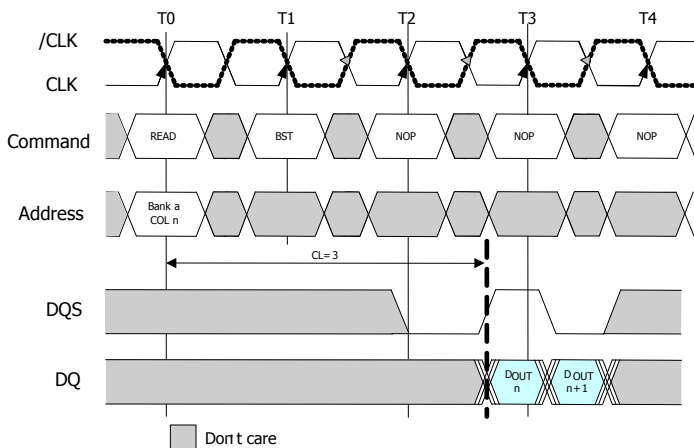 T0 T1 T2 T3 T4
/CLK
CLK
Command READ BST NOP NOP NOP
Address Bank a
COL n
CL= 3
DQS
DQ DOUT
n DOUT
n+1
Don't care